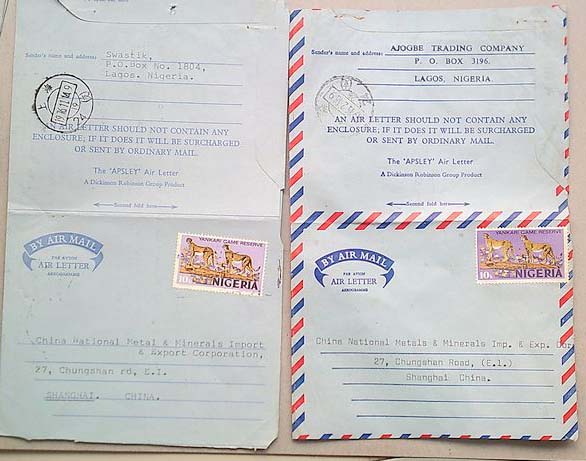 Sender's name and address: Swastik,
P.O.Box No. 1804,
Lagos. Nigeria.
AN AIR LETTER SHOULD NOT CONTAIN ANY
ENCLOSURE; IF IT DOES IT WILL BE SURCHARGED
OR SENT BY ORDINARY MAIL.
The 'APSLEY' Air Letter
A Dickinson Robinson Group Product
Second fold here
BY AIR MAIL
PAR AVION
AIR LETTER
AEROGRAMME
YANKARI GAME RESERVE
10k
NIGERIA
China National Metal & Minerals Import
& Export Corporation,
27, Chungshan rd, E.I.
SHANGHAI. CHINA.
Sender's name and address: AJOGBE TRADING COMPANY
P. O. BOX 3196.
LAGOS, NIGERIA.
AN AIR LETTER SHOULD NOT CONTAIN ANY
ENCLOSURE; IF IT DOES IT WILL BE SURCHARGED
OR SENT BY ORDINARY MAIL.
The 'APSLEY' Air Letter
A Dickinson Robinson Group Product
Second fold here
BY AIR MAIL
PAR AVION
AIR LETTER
AEROGRAMME
YANKARI GAME RESERVE
10k
NIGERIA
China National Metals & Minerals Imp. & Exp. Cor
27, Chungshan Road, (E.1.)
Shanghai China.